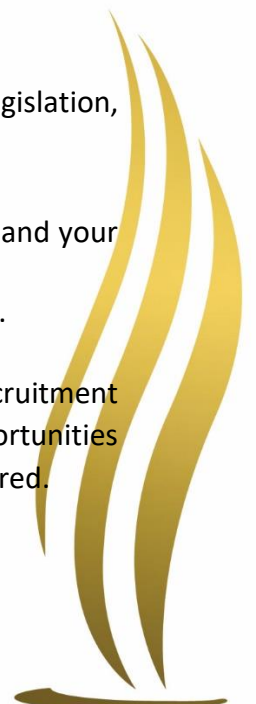 gislation,
and your
.
cruitment
ortunities
red.